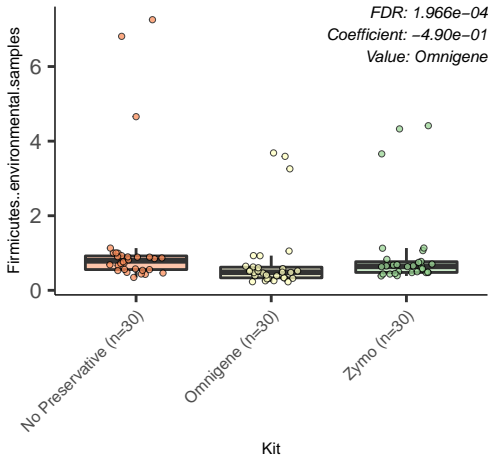 FDR: 1.966e−04
Coefficient: −4.90e−01
Value: Omnigene
Firmicutes..environmental.samples
6
4
2
0
No Preservative (n=30)
Omnigene (n=30)
Zymo (n=30)
Kit